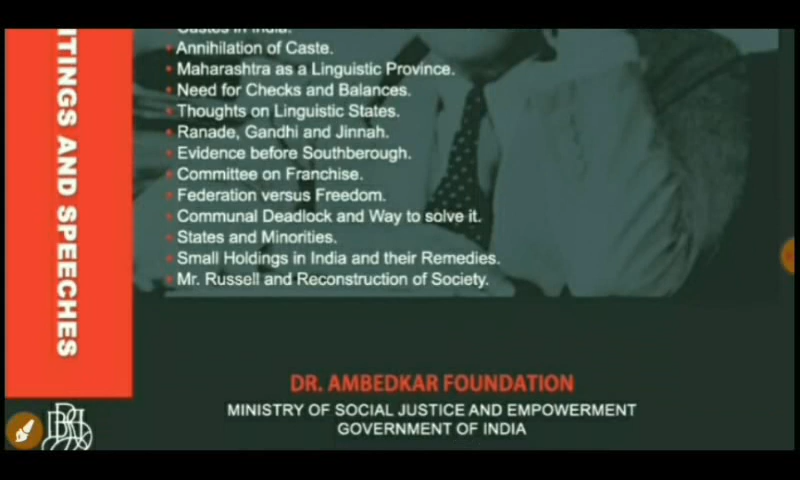 Castes in India.
Annihilation of Caste.
Maharashtra as a Linguistic Province.
Need for Checks and Balances.
Thoughts on Linguistic States.
Ranade, Gandhi and Jinnah.
Evidence before Southborough.
Committee on Franchise.
Federation versus Freedom.
Communal Deadlock and Way to solve it.
States and Minorities.
Small Holdings in India and their Remedies.
Mr. Russell and Reconstruction of Society.
ITINGS AND SPEECHES
DR. AMBEDKAR FOUNDATION
MINISTRY OF SOCIAL JUSTICE AND EMPOWERMENT
GOVERNMENT OF INDIA